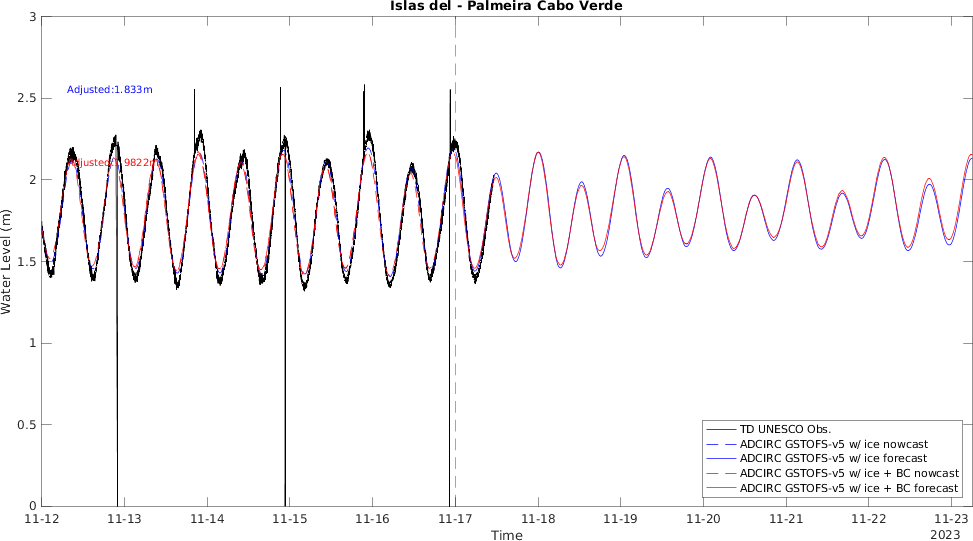 Islas del - Palmeira Cabo Verde
3
2.5
2
1.5
1
0.5
0
Water Level (m)
Adjusted:1.833m
11-12 11-13 11-14 11-15 11-16 11-17 11-18 11-19 11-20 11-21 11-22 11-23
Time
2023
TD UNESCO Obs.
ADCIRC GSTOFS-v5 w/ ice nowcast
ADCIRC GSTOFS-v5 w/ ice forecast
ADCIRC GSTOFS-v5 w/ ice + BC nowcast
ADCIRC GSTOFS-v5 w/ ice + BC forecast